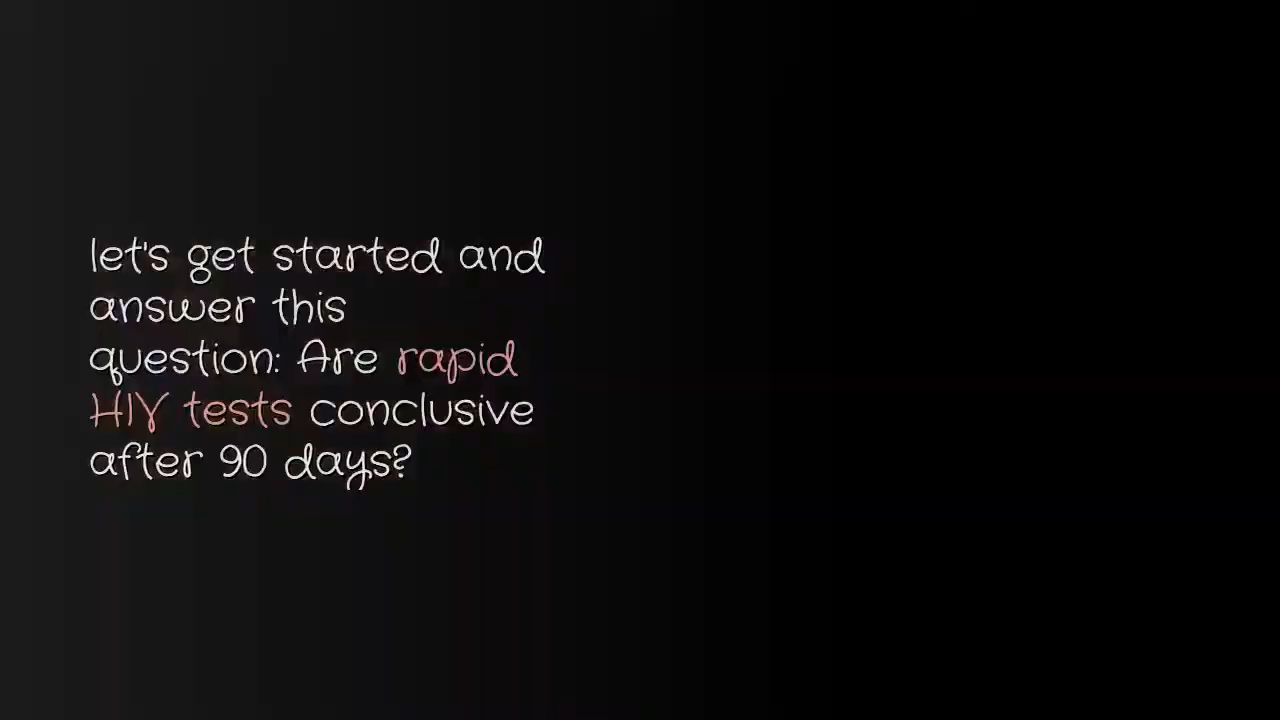 let's get started and
answer this
question: Are rapid
HIV tests conclusive
after 90 days?